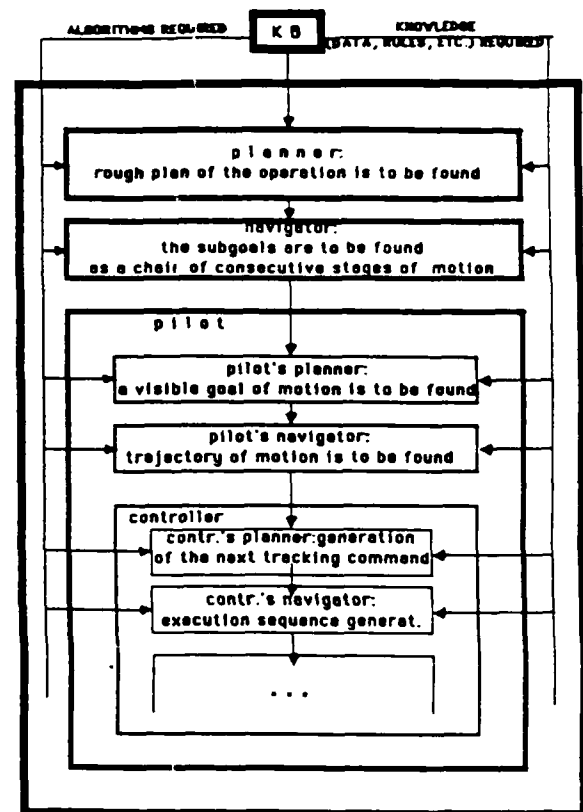 ALGORITHMS REQUIRED
K B
KNOWLEDGE
(DATA, RULES, ETC.) REQUIRED
planner:
rough plan of the operation is to be found
navigator:
the subgoals are to be found
as a chair of consecutive stages of motion
pilot
pilot's planner:
a visible goal of motion is to be found
pilot's navigator:
trajectory of motion is to be found
controller
contr.'s planner:generation
of the next tracking command
contr.'s navigator:
execution sequence generat.
...